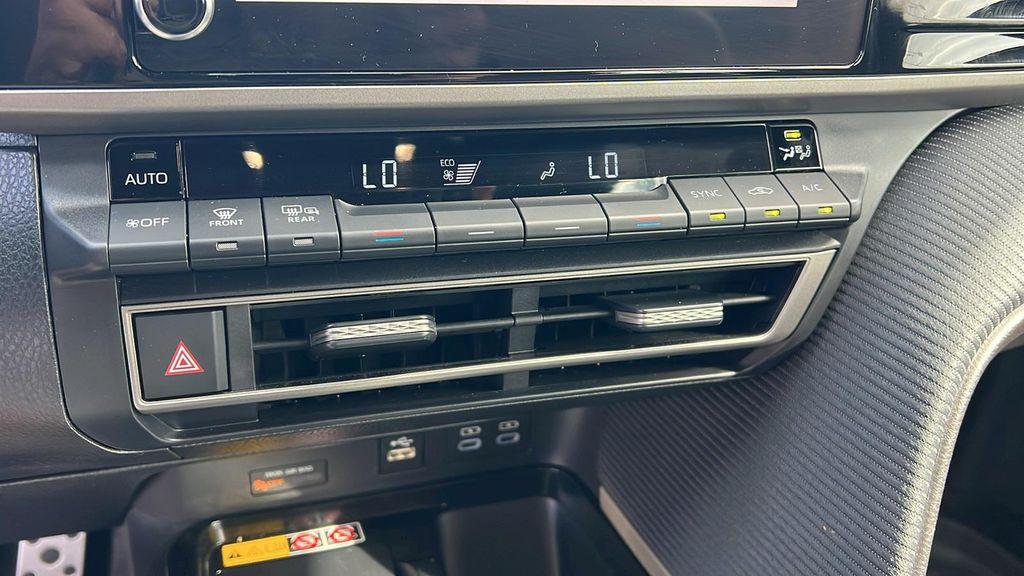 AUTO
LO
ECO
LO
OFF
FRONT
REAR
SYNC
A/C